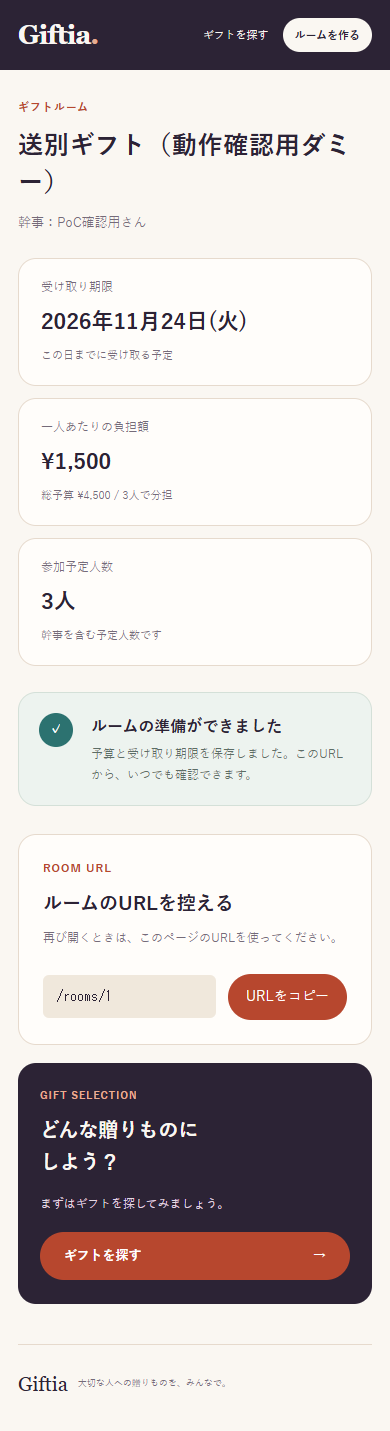 Giftia.
ギフトを探す
ルームを作る
ギフトルーム
送別ギフト（動作確認用ダミ
ー）
幹事：PoC確認用さん
受け取り期限
2026年11月24日(火)
この日までに受け取る予定
一人あたりの負担額
¥1,500
総予算 ¥4,500 / 3人で分担
参加予定人数
3人
幹事を含む予定人数です
✓
ルームの準備ができました
予算と受け取り期限を保存しました。このURL
から、いつでも確認できます。
ROOM URL
ルームのURLを控える
再び開くときは、このページのURLを使ってください。
/rooms/1
URLをコピー
GIFT SELECTION
どんな贈りものに
しよう？
まずはギフトを探してみましょう。
ギフトを探す →
Giftia
大切な人への贈りものを、みんなで。